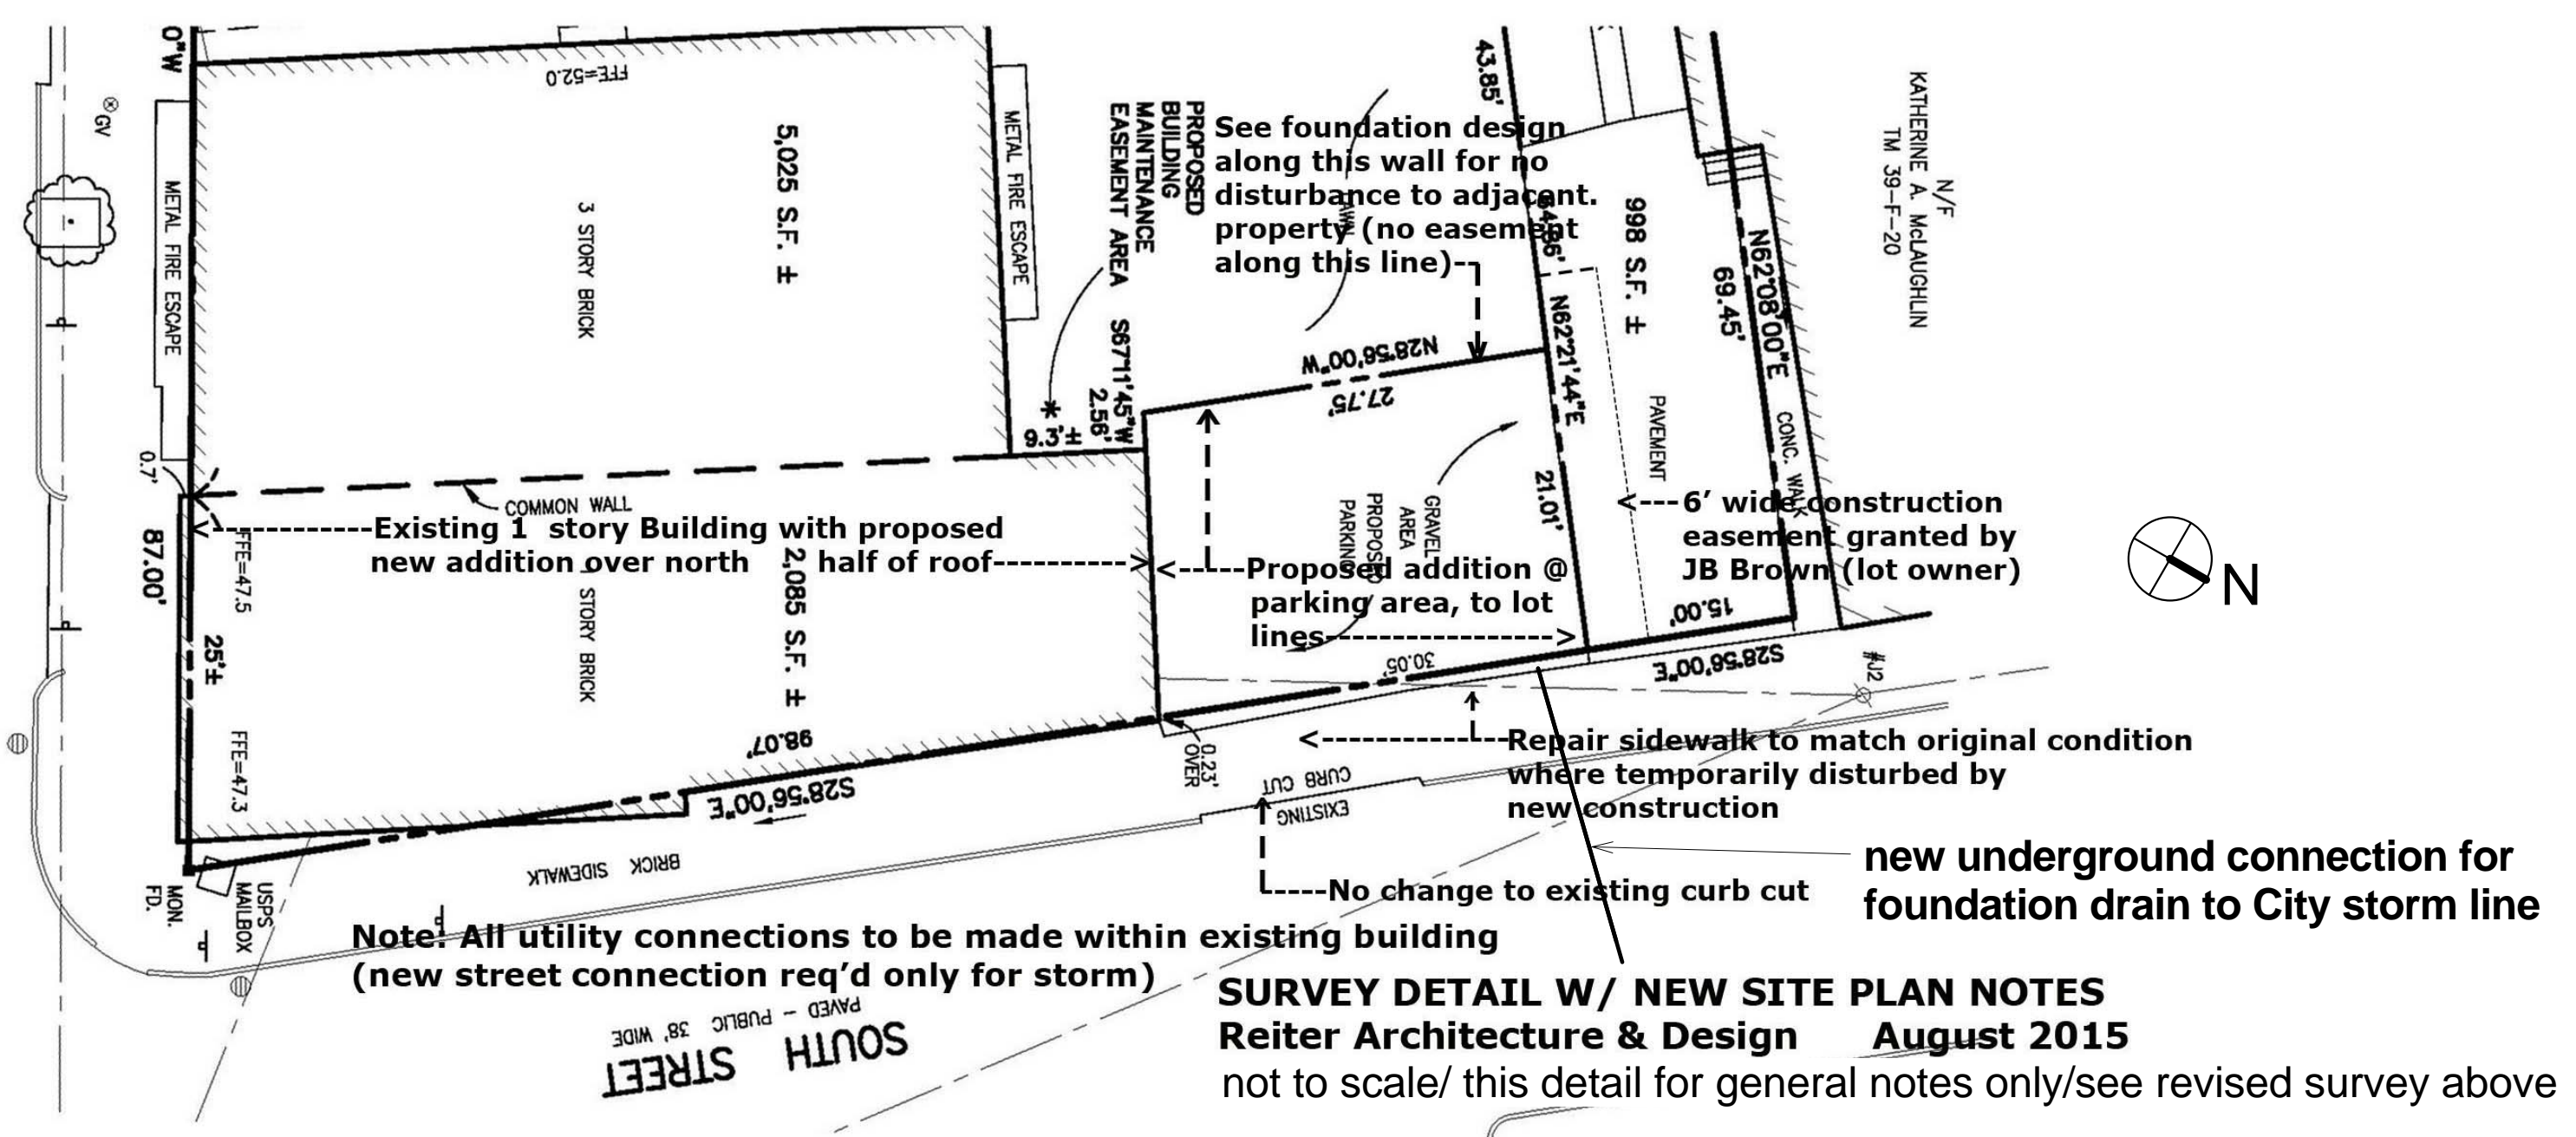 0"W
FFE=52.0
GV
METAL FIRE ESCAPE
5,025 S.F. ±
3 STORY BRICK
METAL FIRE ESCAPE
PROPOSED
BUILDING
MAINTENANCE
EASEMENT AREA
See foundation design
along this wall for no
disturbance to adjacent.
property (no easement
along this line)--
LAWN
43.85'
998 S.F. ±
N62°08'00"E
69.45'
N/F
KATHERINE A. McLAUGHLIN
TM 39-F-20
S67°11'45"W
2.56'
*
9.3'±
N28°56'00"W
27.75'
N62°21'44"E
21.01'
PAVEMENT
CONC. WALK
0.7'
87.00'
COMMON WALL
<------------Existing 1 story Building with proposed
new addition over north half of roof----------->
FFE=47.5
25'±
FFE=47.3
STORY BRICK
2,085 S.F. ±
98.07'
S28°56'00"E
GRAVEL
AREA
PROPOSED
PARKING
<-----Proposed addition @
parking area, to lot
lines----------------->
<---6’ wide construction
easement granted by
JB Brown (lot owner)
15.00'
S28°56'00"E
30.05'
#J2
N
0.23'
OVER
<--------------Repair sidewalk to match original condition
where temporarily disturbed by
new construction
EXISTING
CURB CUT
-----No change to existing curb cut
new underground connection for
foundation drain to City storm line
BRICK SIDEWALK
MON.
FD.
USPS
MAILBOX
Note: All utility connections to be made within existing building
(new street connection req’d only for storm)
SOUTH STREET
PAVED - PUBLIC 38' WIDE
SURVEY DETAIL W/ NEW SITE PLAN NOTES
Reiter Architecture & Design August 2015
not to scale/ this detail for general notes only/see revised survey above